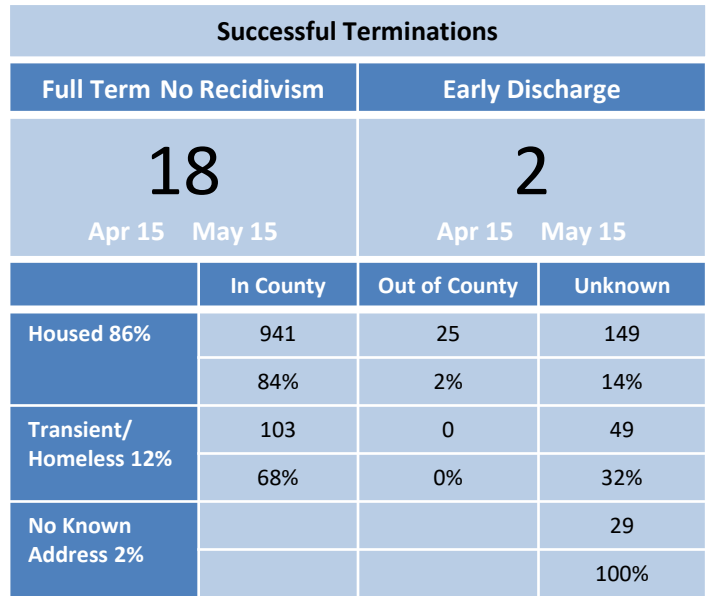 Successful Terminations
Full Term No Recidivism Early Discharge
18 2
Apr 15 May 15 Apr 15 May 15
In County Out of County Unknown
Housed 86% 941 25 149
84% 2% 14%
Transient/ 103 0 49
Homeless 12%
68% 0% 32%
No Known 29
Address 2%
100%